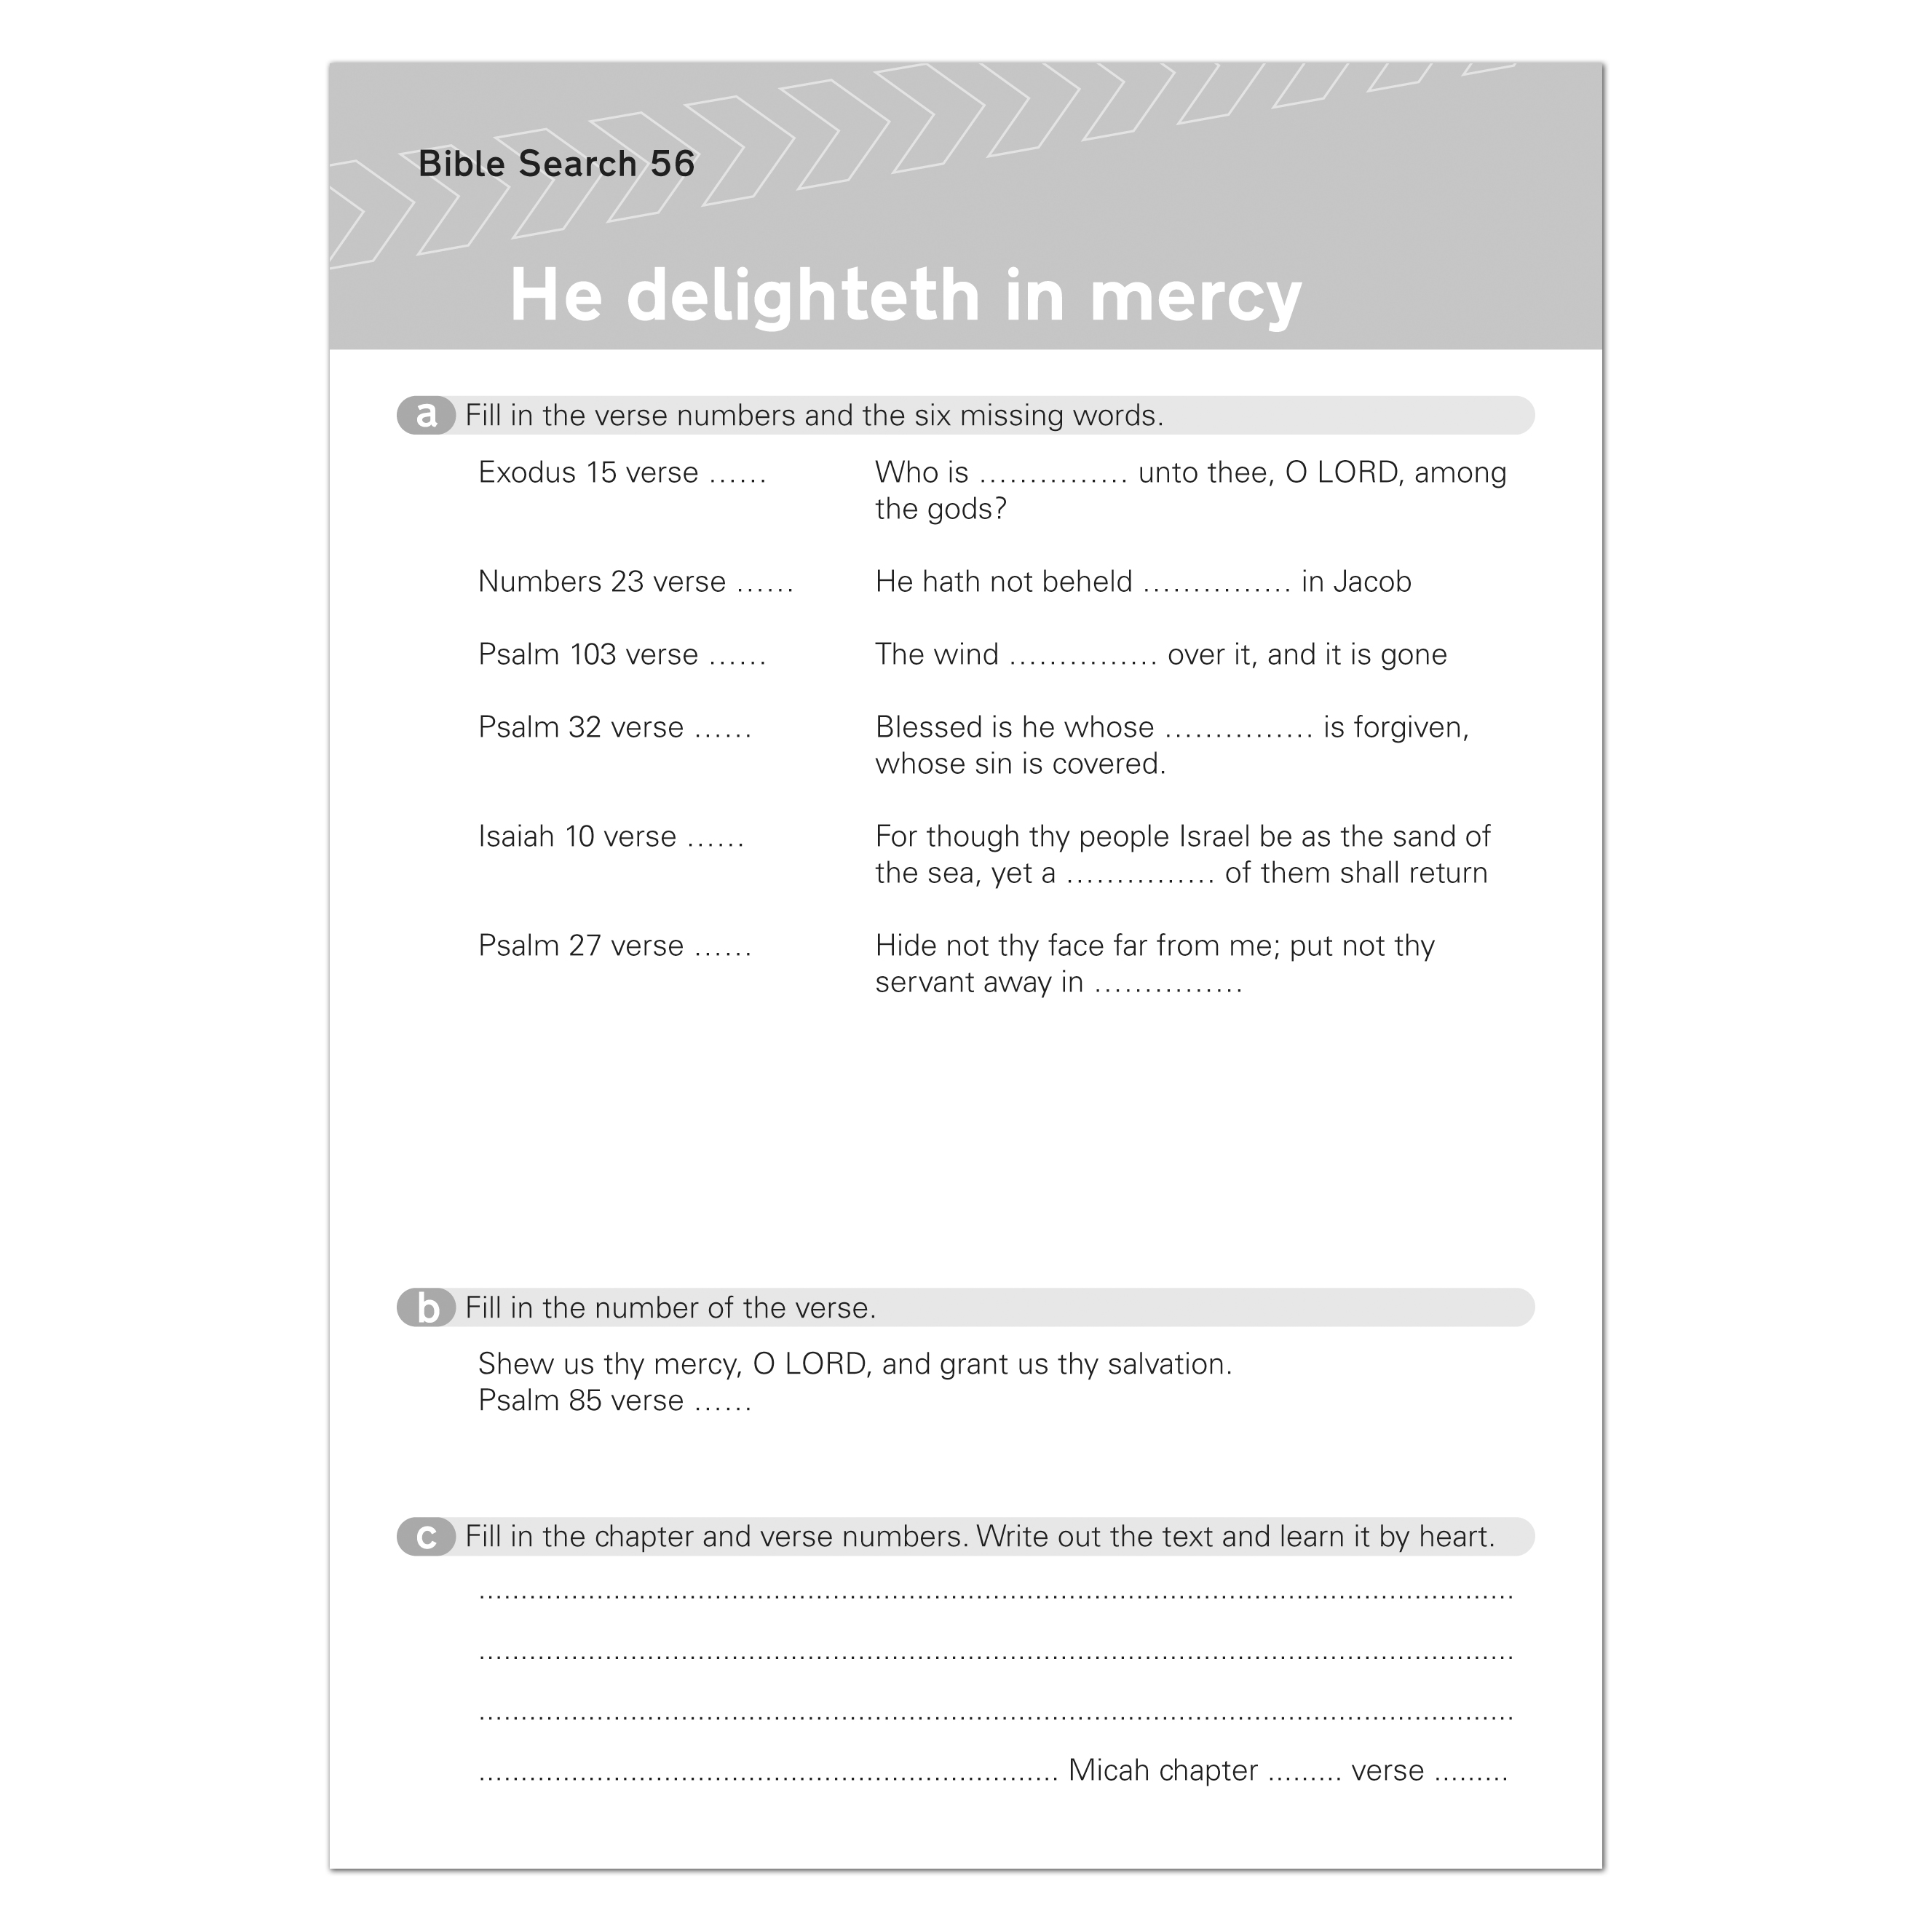 Bible Search 56
He delighteth in mercy
a Fill in the verse numbers and the six missing words.
Exodus 15 verse ...... Who is ............... unto thee, O LORD, among
the gods?
Numbers 23 verse ...... He hath not beheld ............... in Jacob
Psalm 103 verse ...... The wind ............... over it, and it is gone
Psalm 32 verse ...... Blessed is he whose ............... is forgiven,
whose sin is covered.
Isaiah 10 verse ...... For though thy people Israel be as the sand of
the sea, yet a ............... of them shall return
Psalm 27 verse ...... Hide not thy face far from me; put not thy
servant away in ...............
b Fill in the number of the verse.
Shew us thy mercy, O LORD, and grant us thy salvation.
Psalm 85 verse ......
c Fill in the chapter and verse numbers. Write out the text and learn it by heart.
Micah chapter ......... verse .........